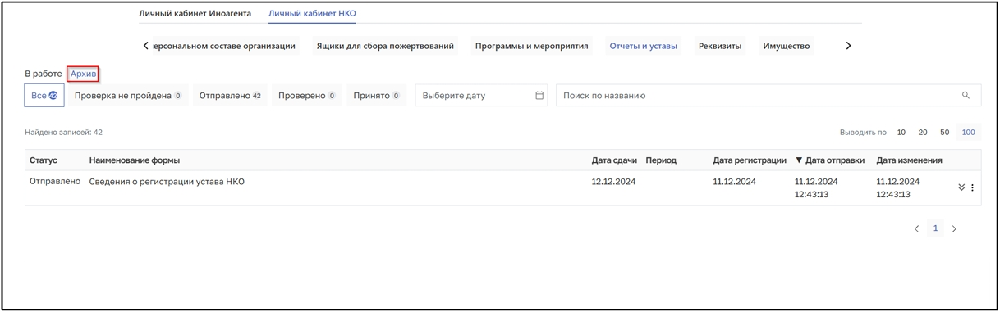 Личный кабинет Иноагента Личный кабинет НКО
ерсональном составе организации Ящики для сбора пожертвований Программы и мероприятия Отчеты и уставы Реквизиты Имущество
В работе Архив
Все 42 Проверка не пройдена 0 Отправлено 42 Проверено 0 Принято 0 Выберите дату Поиск по названию
Найдено записей: 42 Выводить по 10 20 50 100
Статус Наименование формы Дата сдачи Период Дата регистрации ▼ Дата отправки Дата изменения
Отправлено Сведения о регистрации устава НКО 12.12.2024 11.12.2024 11.12.2024 11.12.2024
12:43:13 12:43:13
1